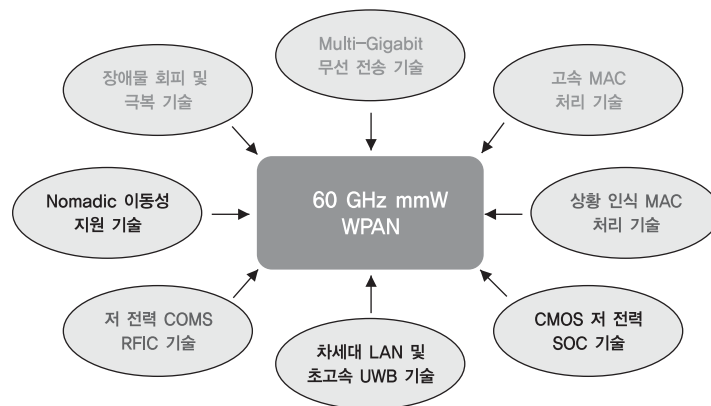 Multi-Gigabit
무선 전송 기술
장애물 회피 및
극복 기술
고속 MAC
처리 기술
Nomadic 이동성
지원 기술
60 GHz mmW
WPAN
상황 인식 MAC
처리 기술
저 전력 COMS
RFIC 기술
차세대 LAN 및
초고속 UWB 기술
CMOS 저 전력
SOC 기술